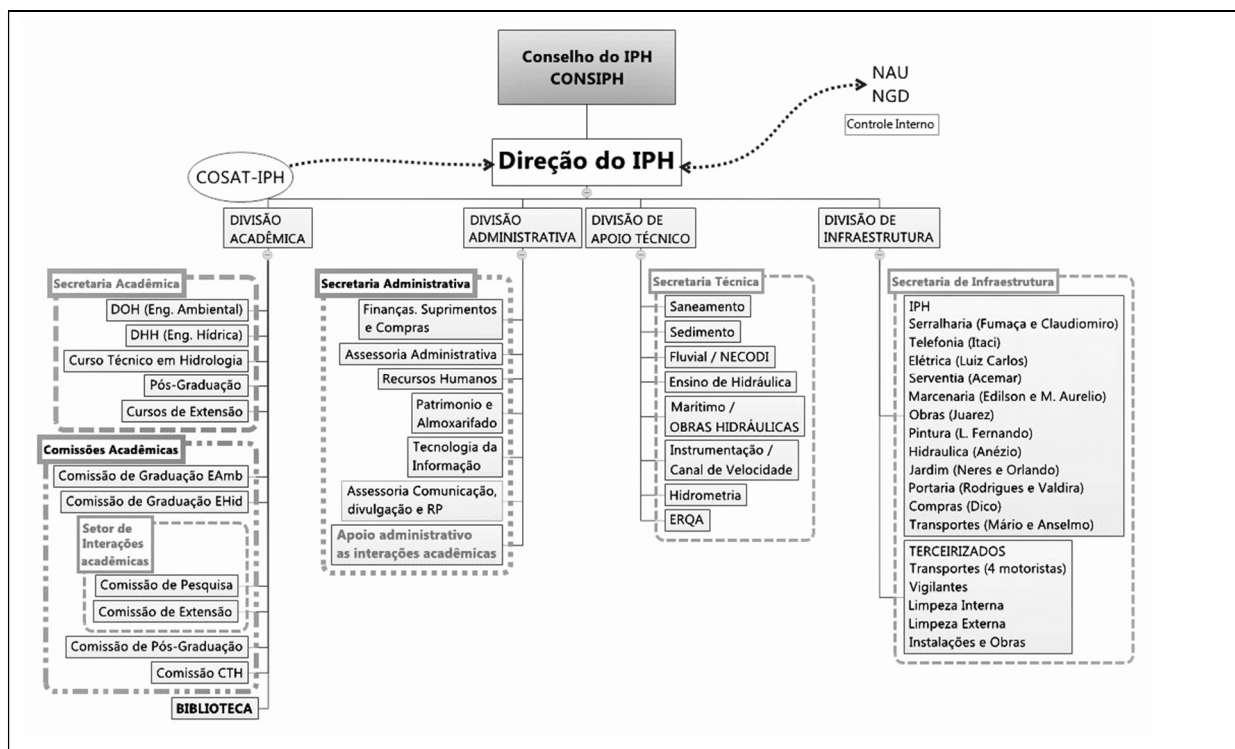 Conselho do IPH
CONSIPH
NAU
NGD
Controle Interno
Direção do IPH
COSAT-IPH
DIVISÃO
ACADÊMICA
DIVISÃO
ADMINISTRATIVA
DIVISÃO DE
APOIO TÉCNICO
DIVISÃO DE
INFRAESTRUTURA
Secretaria Acadêmica
DOH (Eng. Ambiental)
DHH (Eng. Hídrica)
Curso Técnico em Hidrologia
Pós-Graduação
Cursos de Extensão
Comissões Acadêmicas
Comissão de Graduação EAmb
Comissão de Graduação EHid
Setor de
Interações
acadêmicas
Comissão de Pesquisa
Comissão de Extensão
Comissão de Pós-Graduação
Comissão CTH
BIBLIOTECA
Secretaria Administrativa
Finanças. Suprimentos
e Compras
Assessoria Administrativa
Recursos Humanos
Patrimonio e
Almoxarifado
Tecnologia da
Informação
Assessoria Comunicação,
divulgação e RP
Apoio administrativo
as interações acadêmicas
Secretaria Técnica
Saneamento
Sedimento
Fluvial / NECODI
Ensino de Hidráulica
Marítimo /
OBRAS HIDRÁULICAS
Instrumentação /
Canal de Velocidade
Hidrometria
ERQA
Secretaria de Infraestrutura
IPH
Serralharia (Fumaça e Claudiomiro)
Telefonia (Itaci)
Elétrica (Luiz Carlos)
Serventia (Acemar)
Marcenaria (Edilson e M. Aurelio)
Obras (Juarez)
Pintura (L. Fernando)
Hidraulica (Anézio)
Jardim (Neres e Orlando)
Portaria (Rodrigues e Valdira)
Compras (Dico)
Transportes (Mário e Anselmo)
TERCEIRIZADOS
Transportes (4 motoristas)
Vigilantes
Limpeza Interna
Limpeza Externa
Instalações e Obras